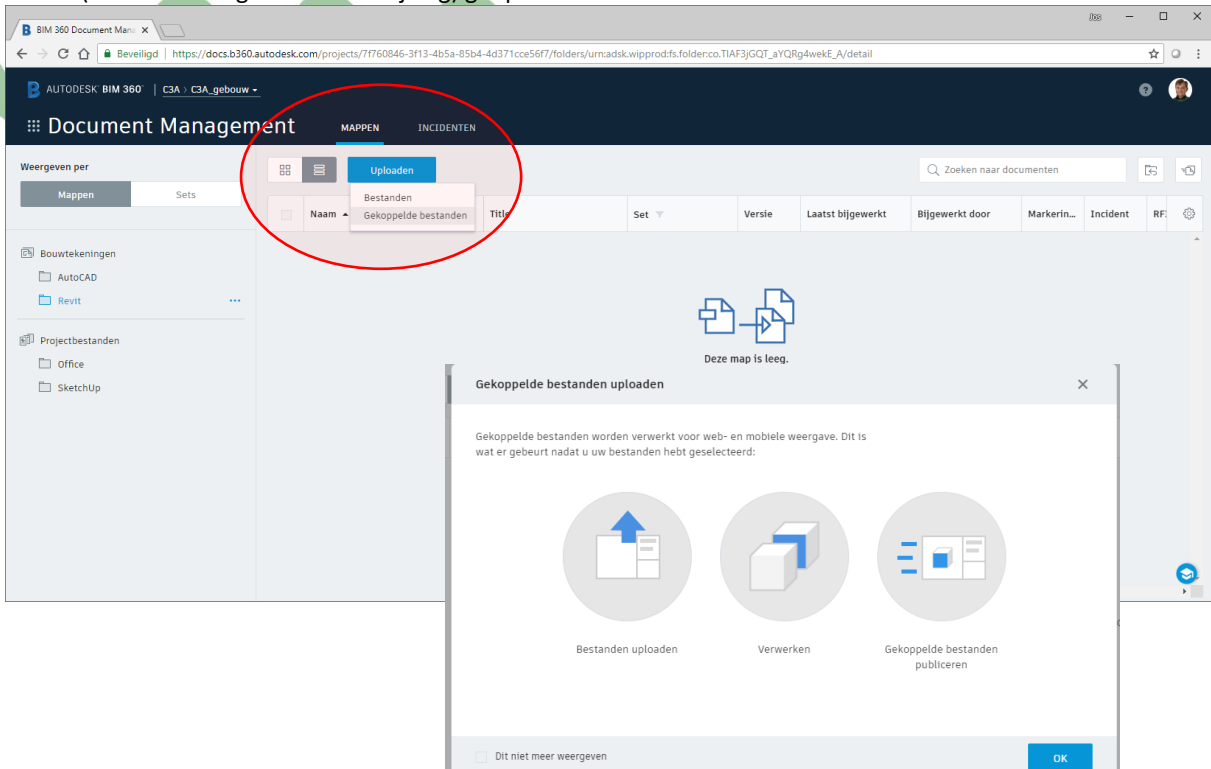 BIM 360 Document Mana
Beveiligd | https://docs.b360.autodesk.com/projects/7f760846-3f13-4b5a-85b4-4d371cce56f7/folders/urn:adsk.wipprod:fs.folder:co.TIAF3jGQT_aYQRg4wekE_A/detail
AUTODESK® BIM 360® | C3A > C3A_gebouw
Document Management MAPPEN INCIDENTEN
Weergeven per
Mappen Sets
Uploaden
Zoeken naar documenten
Bestanden
Gekoppelde bestanden
Naam Title Set Versie Laatst bijgewerkt Bijgewerkt door Markerin... Incident RF
Bouwtekeningen
AutoCAD
Revit
Projectbestanden
Office
SketchUp
Deze map is leeg.
Gekoppelde bestanden uploaden
Gekoppelde bestanden worden verwerkt voor web- en mobiele weergave. Dit is
wat er gebeurt nadat u uw bestanden hebt geselecteerd:
Bestanden uploaden
Verwerken
Gekoppelde bestanden
publiceren
Dit niet meer weergeven
OK